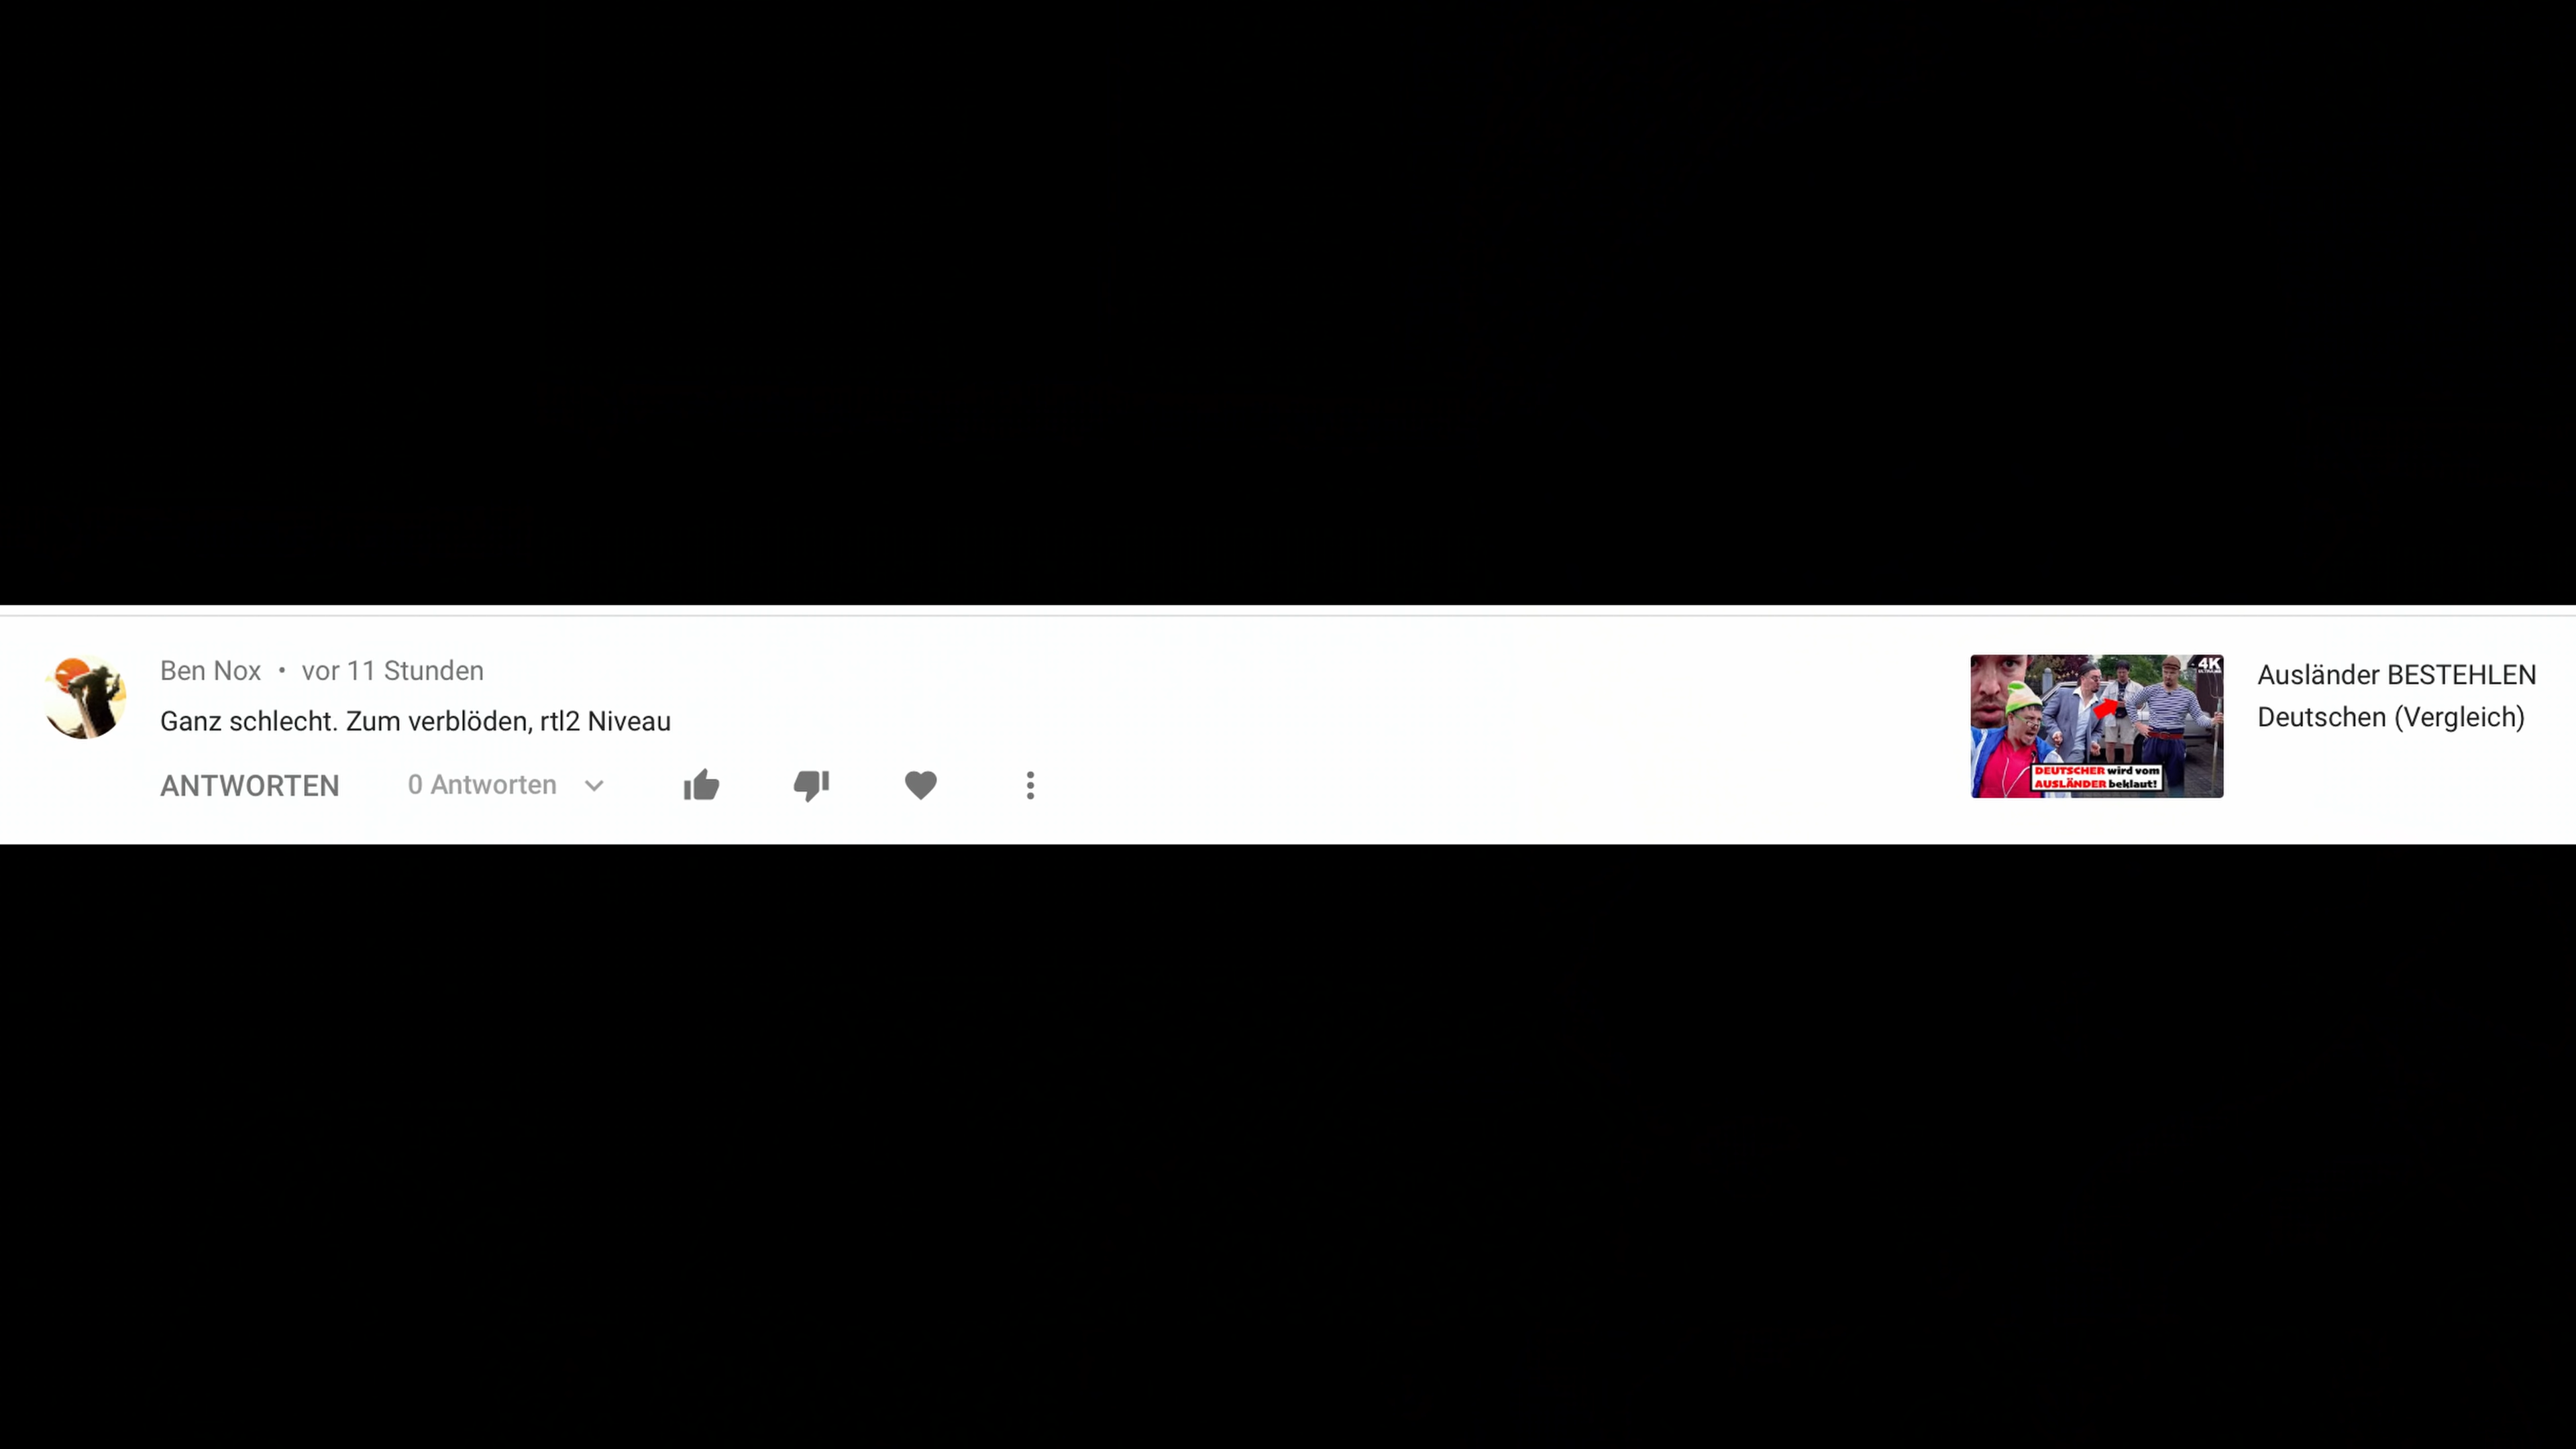 Ben Nox • vor 11 Stunden
Ganz schlecht. Zum verblöden, rtl2 Niveau
ANTWORTEN 0 Antworten
4K
DEUTSCHER wird vom
AUSLÄNDER beklaut!
Ausländer BESTEHLEN
Deutschen (Vergleich)